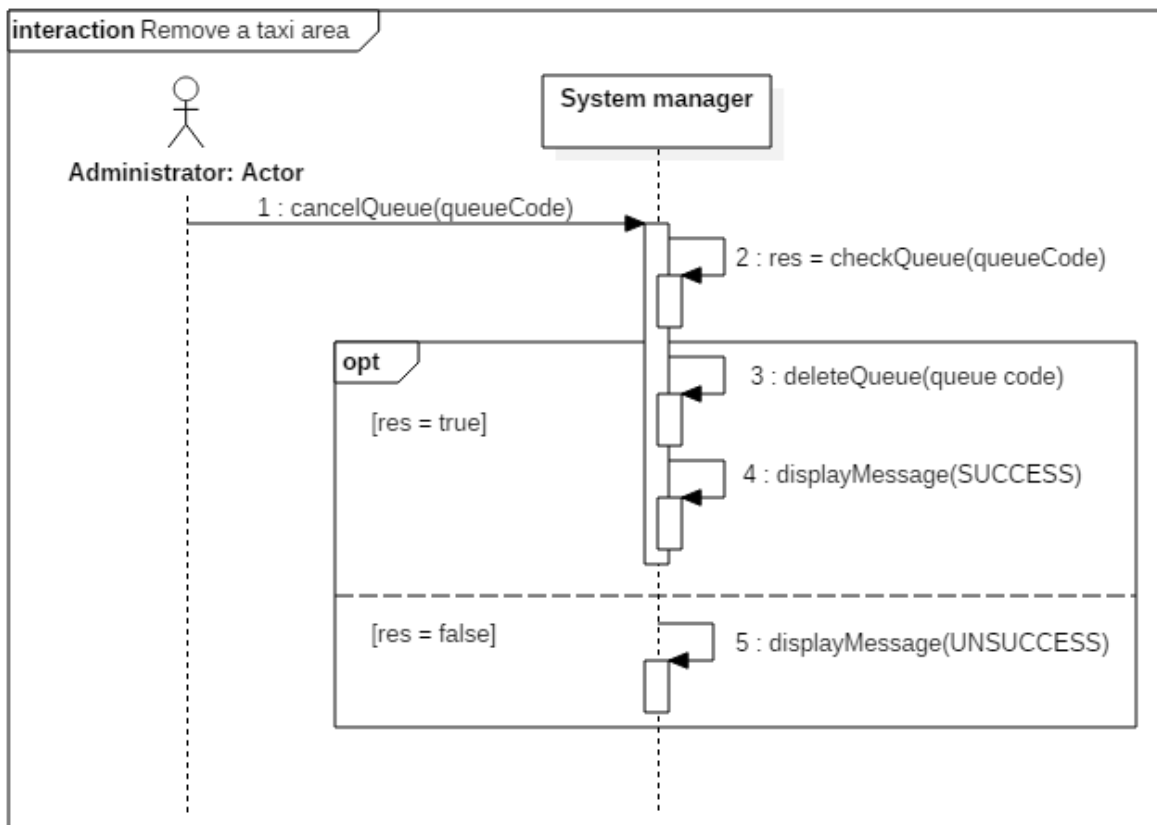 interaction Remove a taxi area
System manager
Administrator: Actor
1 : cancelQueue(queueCode)
2 : res = checkQueue(queueCode)
opt
3 : deleteQueue(queue code)
[res = true]
4 : displayMessage(SUCCESS)
[res = false]
5 : displayMessage(UNSUCCESS)